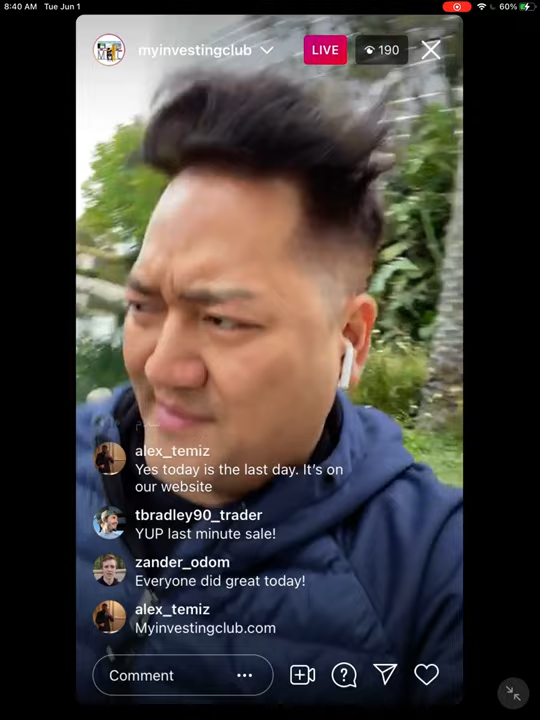 8:40 AM Tue Jun 1
60%
myinvestingclub
LIVE
190
alex_temiz
Yes today is the last day. It's on
our website
tbradley90_trader
YUP last minute sale!
zander_odom
Everyone did great today!
alex_temiz
Myinvestingclub.com
Comment